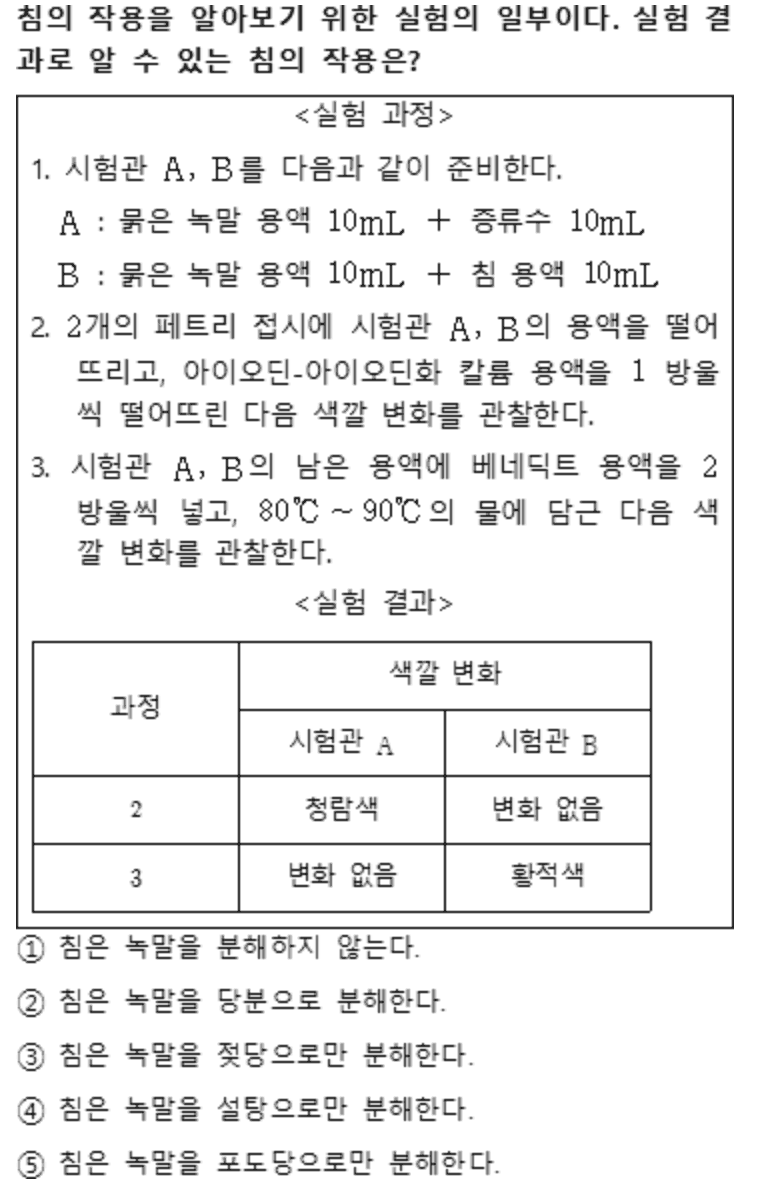 침의 작용을 알아보기 위한 실험의 일부이다. 실험 결
과로 알 수 있는 침의 작용은?
<실험 과정>
1. 시험관 A, B를 다음과 같이 준비한다.
A : 묽은 녹말 용액 10mL + 증류수 10mL
B : 묽은 녹말 용액 10mL + 침 용액 10mL
2. 2개의 페트리 접시에 시험관 A, B의 용액을 떨어
뜨리고, 아이오딘-아이오딘화 칼륨 용액을 1 방울
씩 떨어뜨린 다음 색깔 변화를 관찰한다.
3. 시험관 A, B의 남은 용액에 베네딕트 용액을 2
방울씩 넣고, 80℃ ~ 90℃의 물에 담근 다음 색
깔 변화를 관찰한다.
<실험 결과>
과정 색깔 변화
시험관 A 시험관 B
2 청람색 변화 없음
3 변화 없음 황적색
① 침은 녹말을 분해하지 않는다.
② 침은 녹말을 당분으로 분해한다.
③ 침은 녹말을 젖당으로만 분해한다.
④ 침은 녹말을 설탕으로만 분해한다.
⑤ 침은 녹말을 포도당으로만 분해한다.